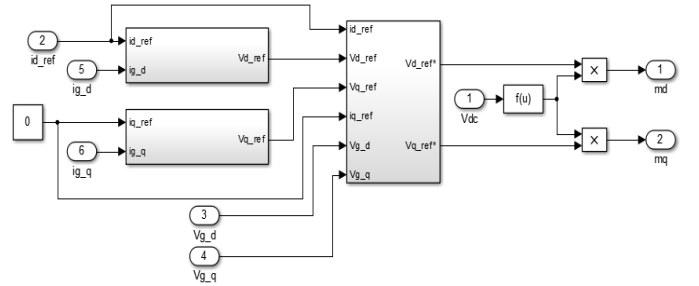 2
id_ref
5
ig_d
id_ref
ig_d
Vd_ref
0
6
ig_q
iq_ref
ig_q
Vq_ref
3
Vg_d
4
Vg_q
id_ref
Vd_ref
Vq_ref
iq_ref
Vg_d
Vg_q
Vd_ref*
Vq_ref*
1
Vdc
f(u)
×
×
1
md
2
mq